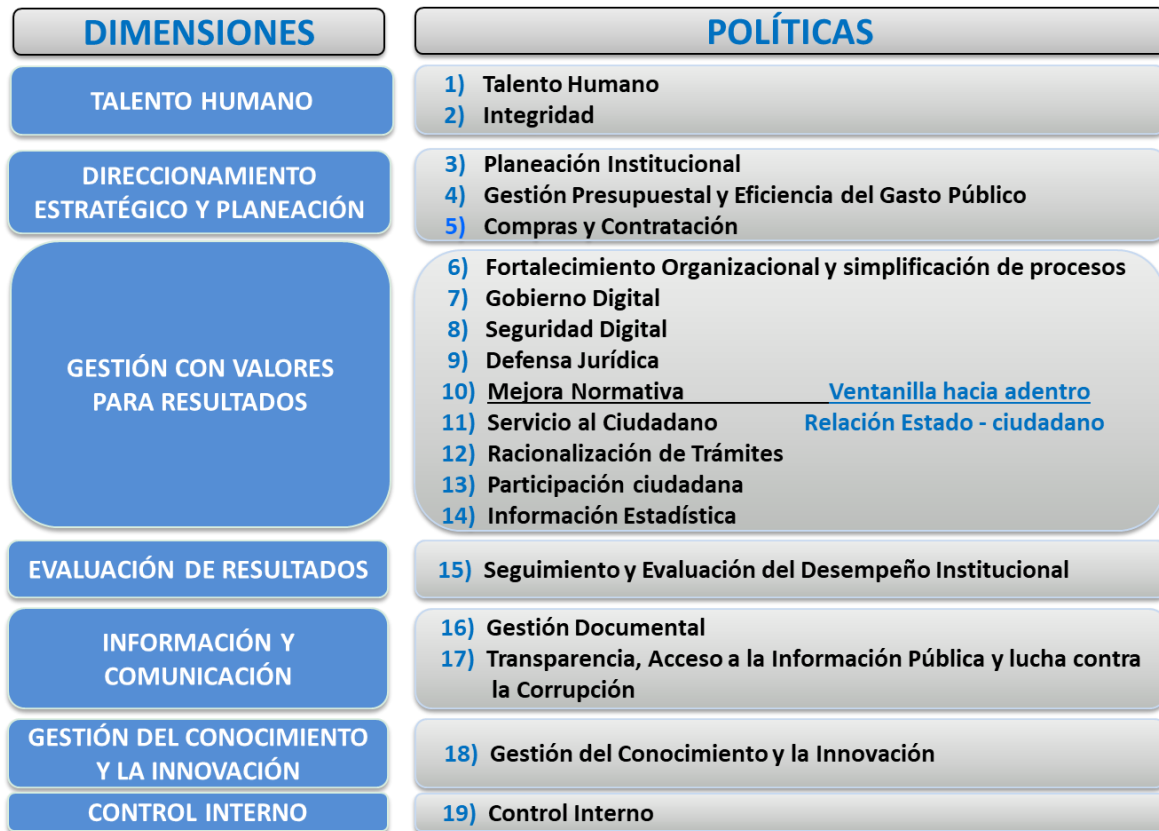 DIMENSIONES
POLÍTICAS
TALENTO HUMANO
1) Talento Humano
2) Integridad
DIRECCIONAMIENTO
ESTRATÉGICO Y PLANEACIÓN
3) Planeación Institucional
4) Gestión Presupuestal y Eficiencia del Gasto Público
5) Compras y Contratación
GESTIÓN CON VALORES
PARA RESULTADOS
6) Fortalecimiento Organizacional y simplificación de procesos
7) Gobierno Digital
8) Seguridad Digital
9) Defensa Jurídica
10) Mejora Normativa Ventanilla hacia adentro
11) Servicio al Ciudadano Relación Estado - ciudadano
12) Racionalización de Trámites
13) Participación ciudadana
14) Información Estadística
EVALUACIÓN DE RESULTADOS
15) Seguimiento y Evaluación del Desempeño Institucional
INFORMACIÓN Y
COMUNICACIÓN
16) Gestión Documental
17) Transparencia, Acceso a la Información Pública y lucha contra
la Corrupción
GESTIÓN DEL CONOCIMIENTO
Y LA INNOVACIÓN
18) Gestión del Conocimiento y la Innovación
CONTROL INTERNO
19) Control Interno